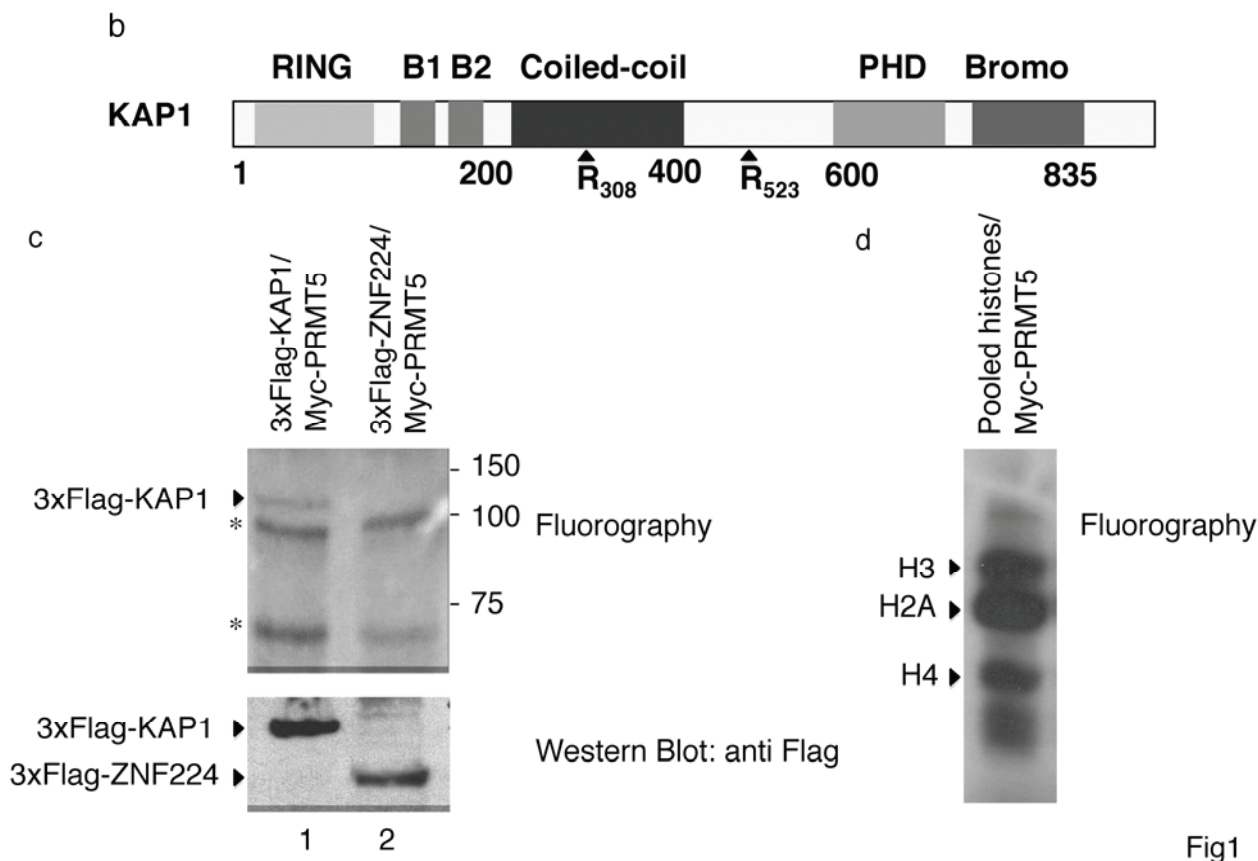 b
RING B1 B2 Coiled-coil PHD Bromo
KAP1
1 200 R308 400 R523 600 835
c
3xFlag-KAP1/
Myc-PRMT5
3xFlag-ZNF224/
Myc-PRMT5
3xFlag-KAP1
*
*
- 150
- 100
- 75
Fluorography
3xFlag-KAP1
3xFlag-ZNF224
Western Blot: anti Flag
1 2
d
Pooled histones/
Myc-PRMT5
H3
H2A
H4
Fluorography
Fig1